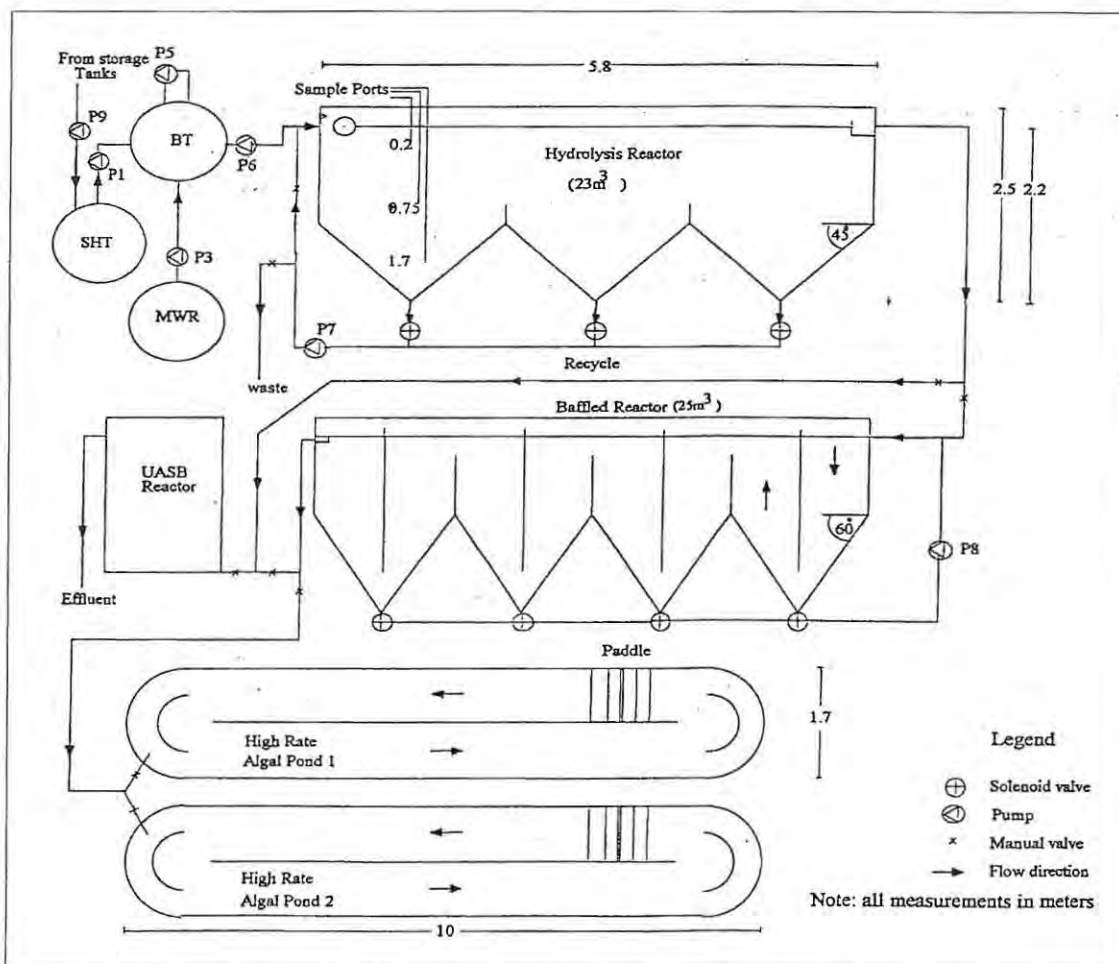 From storage
Tanks
P5
P9
P1
BT
P6
SHT
P3
MWR
5.8
Sample Ports
0.2
0.75
1.7
Hydrolysis Reactor
(23m³)
45°
2.5
2.2
P7
waste
Recycle
Baffled Reactor (25m³)
UASB
Reactor
60°
P8
Effluent
Paddle
High Rate
Algal Pond 1
1.7
High Rate
Algal Pond 2
10
Legend
Solenoid valve
Pump
Manual valve
Flow direction
Note: all measurements in meters